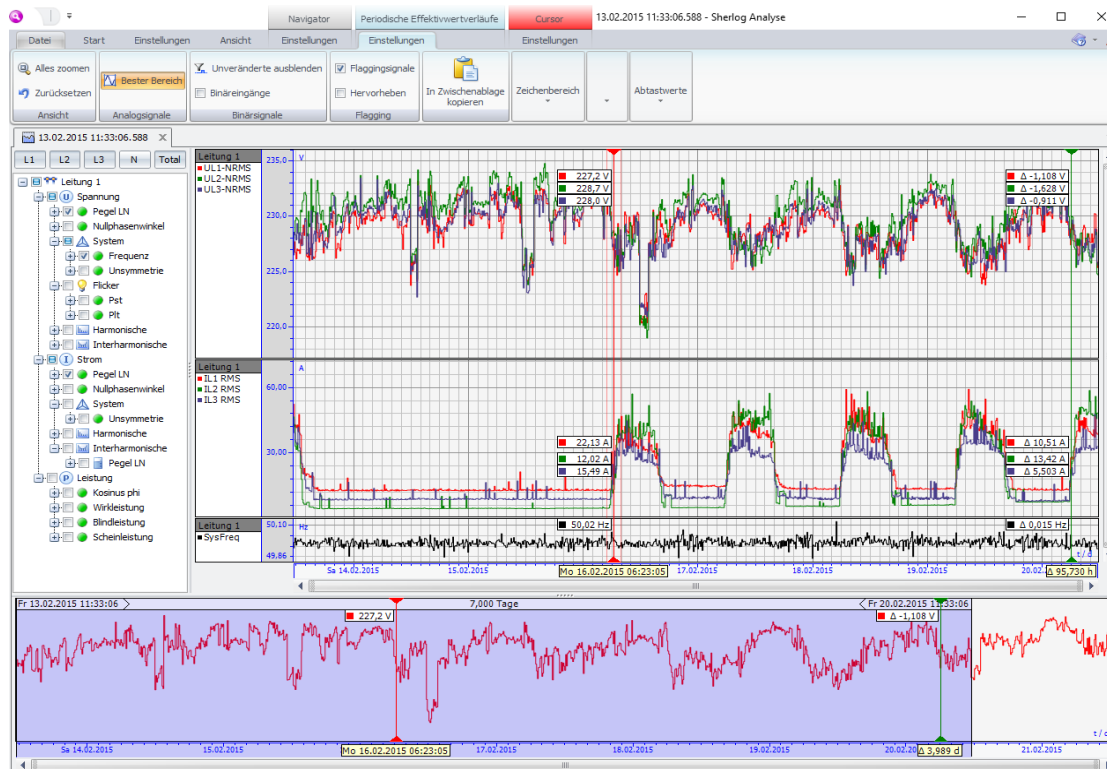 Navigator
Periodische Effektivwertverläufe
Cursor
13.02.2015 11:33:06.588 - Sherlog Analyse
Datei
Start
Einstellungen
Ansicht
Einstellungen
Einstellungen
Einstellungen
Alles zoomen
Zurücksetzen
Ansicht
Bester Bereich
Analogsignale
Unveränderte ausblenden
Binäreingänge
Binärsignale
Flaggingsignale
Hervorheben
Flagging
In Zwischenablage
kopieren
Zeichenbereich
Abtastwerte
13.02.2015 11:33:06.588
L1 L2 L3 N Total
Leitung 1
Spannung
Pegel LN
Nullphasenwinkel
System
Frequenz
Unsymmetrie
Flicker
Pst
Plt
Harmonische
Interharmonische
Strom
Pegel LN
Nullphasenwinkel
System
Unsymmetrie
Harmonische
Interharmonische
Pegel LN
Leistung
Kosinus phi
Wirkleistung
Blindleistung
Scheinleistung
Leitung 1
UL1-NRMS
UL2-NRMS
UL3-NRMS
235,0
V
230,0
225,0
220,0
227,2 V
228,7 V
228,0 V
Δ -1,108 V
Δ -1,628 V
Δ -0,911 V
Leitung 1
IL1 RMS
IL2 RMS
IL3 RMS
A
60,00
30,00
22,13 A
12,02 A
15,49 A
Δ 10,51 A
Δ 13,42 A
Δ 5,503 A
Leitung 1
SysFreq
50,10
Hz
49,86
50,02 Hz
Δ 0,015 Hz
t / d
Sa 14.02.2015
15.02.2015
Mo 16.02.2015 06:23:05
17.02.2015
18.02.2015
19.02.2015
20.02.
Δ 95,730 h
Fr 13.02.2015 11:33:06
7,000 Tage
Fr 20.02.2015 11:33:06
227,2 V
Δ -1,108 V
t / d
Sa 14.02.2015
15.02.2015
Mo 16.02.2015 06:23:05
17.02.2015
18.02.2015
19.02.2015
20.02.
Δ 3,989 d
21.02.2015